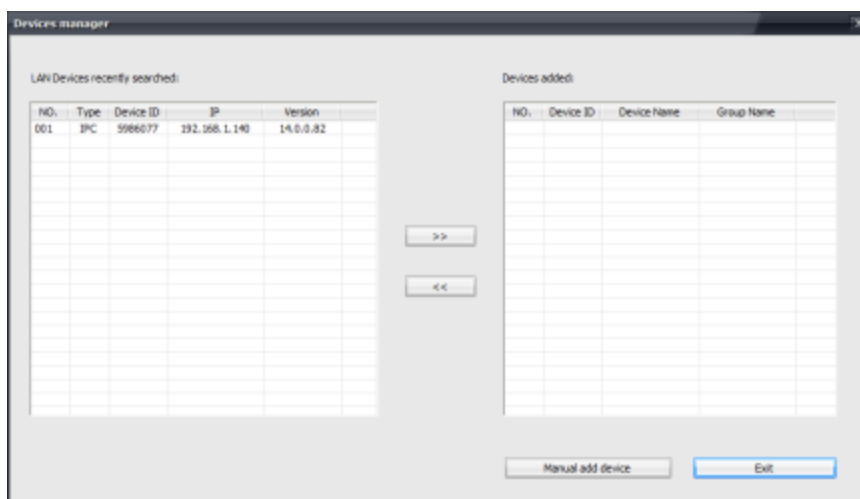 Devices manager
LAN Devices recently searched: Devices added:
NO. Type Device ID IP Version NO. Device ID Device Name Group Name
001 IPC 5986077 192.168.1.140 14.0.0.82
>>
<<
Manual add device Exit